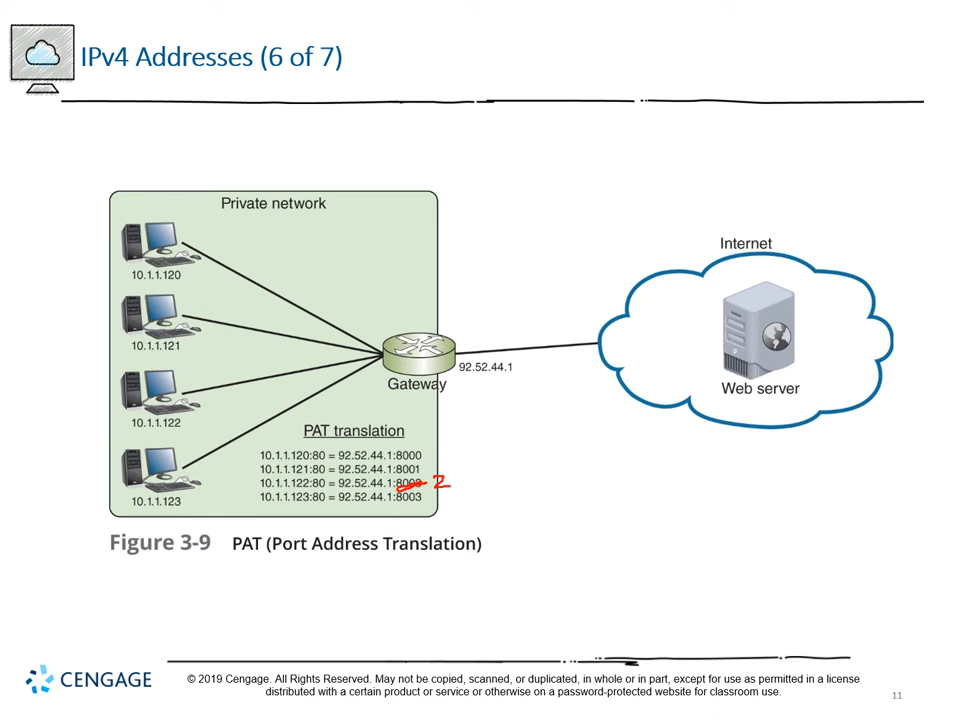 IPv4 Addresses (6 of 7)
Private network
10.1.1.120
10.1.1.121
10.1.1.122
10.1.1.123
Gateway
92.52.44.1
Internet
Web server
PAT translation
10.1.1.120:80 = 92.52.44.1:8000
10.1.1.121:80 = 92.52.44.1:8001
10.1.1.122:80 = 92.52.44.1: 2
10.1.1.123:80 = 92.52.44.1:8003
Figure 3-9 PAT (Port Address Translation)
CENGAGE
© 2019 Cengage. All Rights Reserved. May not be copied, scanned, or duplicated, in whole or in part, except for use as permitted in a license
distributed with a certain product or service or otherwise on a password-protected website for classroom use.
11